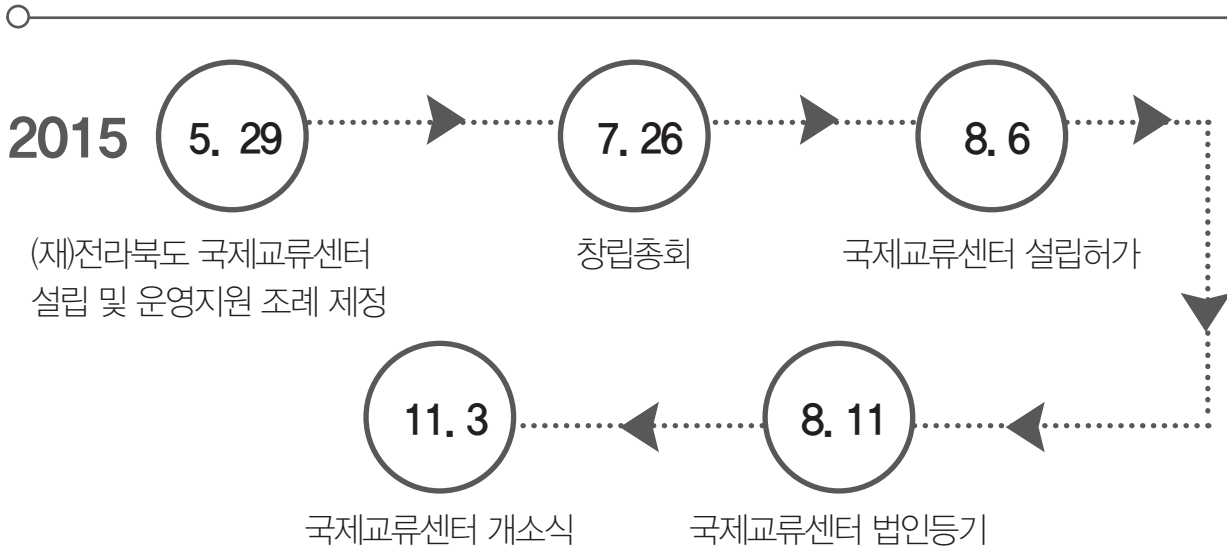 2015
5. 29
7. 26
8. 6
(재)전라북도 국제교류센터
설립 및 운영지원 조례 제정
창립총회
국제교류센터 설립허가
11. 3
8. 11
국제교류센터 개소식
국제교류센터 법인등기